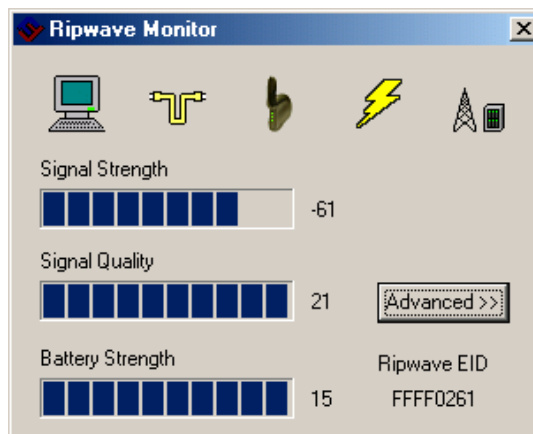 Ripwave Monitor
Signal Strength
-61
Signal Quality
21
Advanced >>
Battery Strength
15
Ripwave EID
FFFF0261